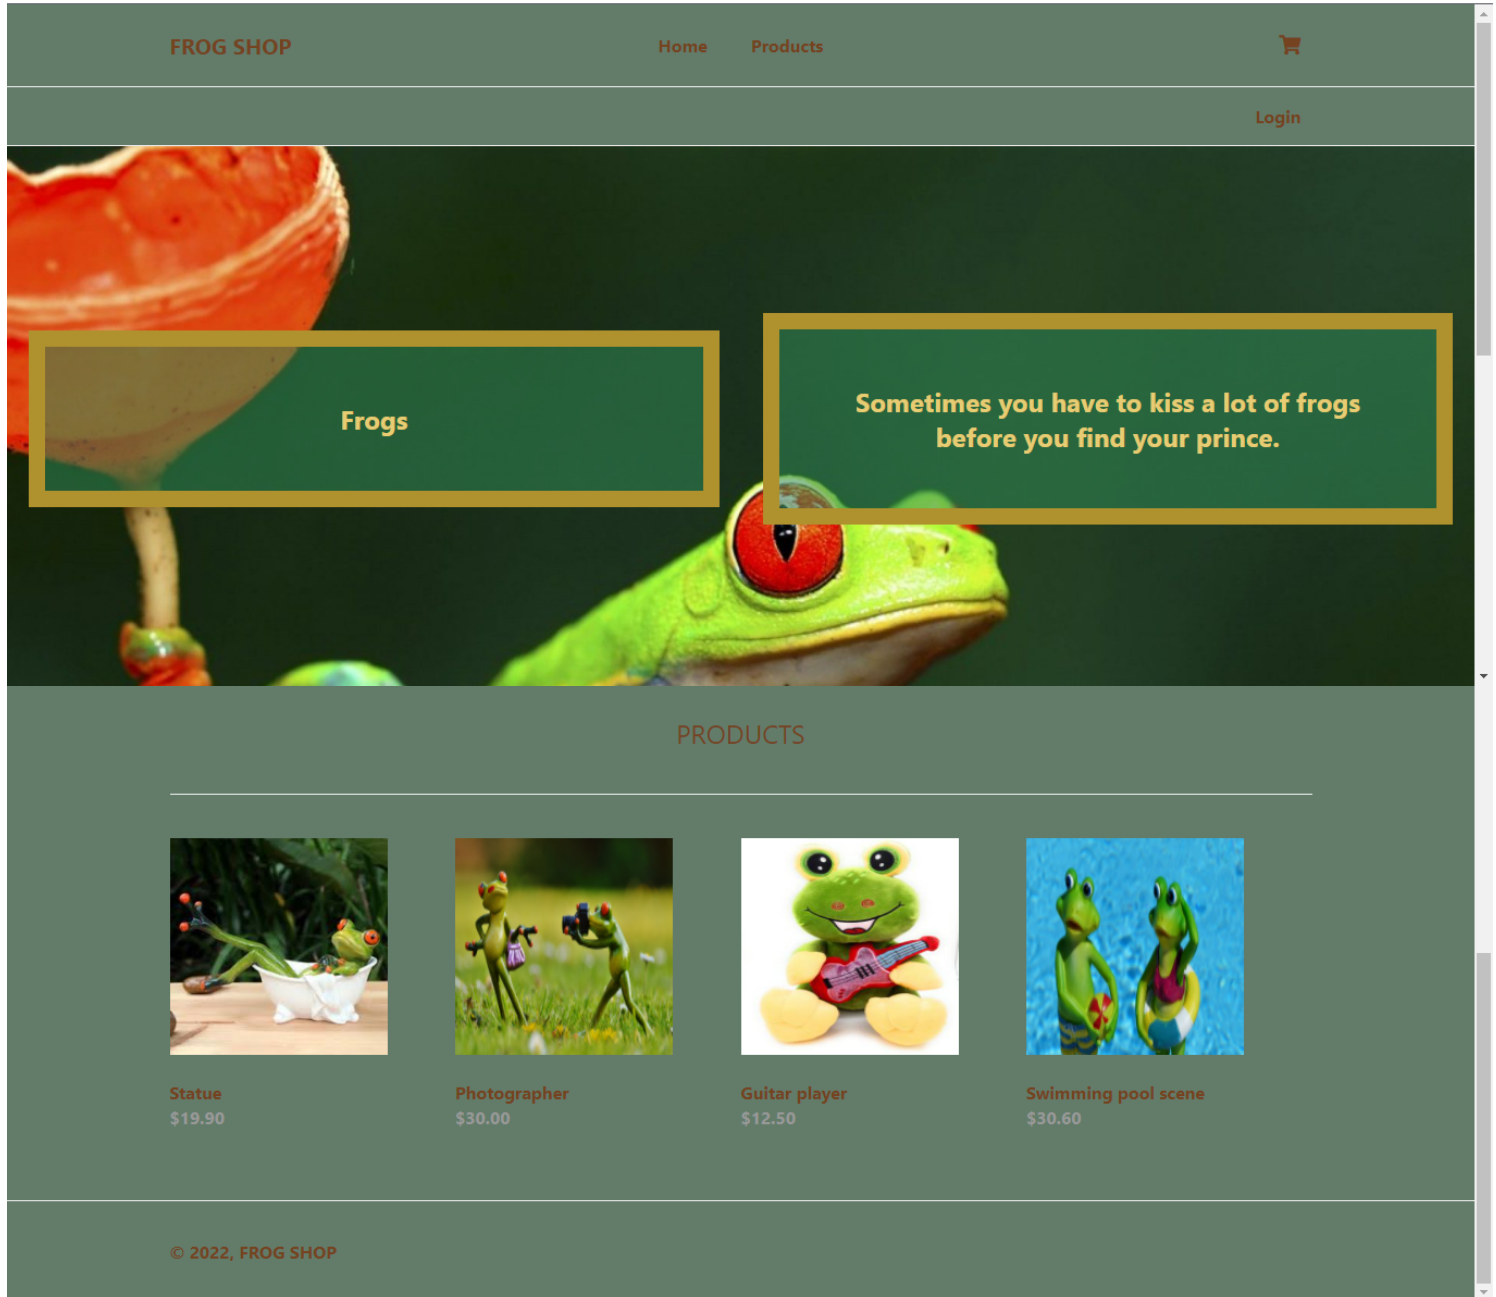 FROG SHOP
Home
Products
Login
Frogs
Sometimes you have to kiss a lot of frogs
before you find your prince.
PRODUCTS
Statue
$19.90
Photographer
$30.00
Guitar player
$12.50
Swimming pool scene
$30.60
© 2022, FROG SHOP